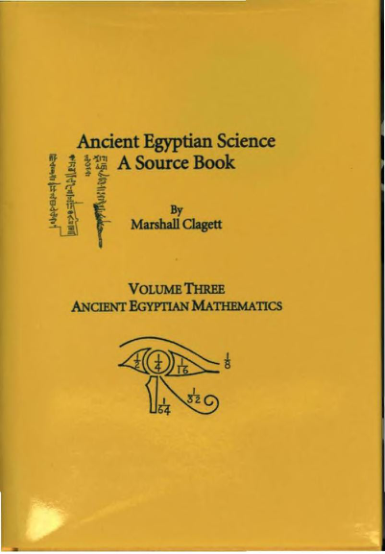 Ancient Egyptian Science
A Source Book
By
Marshall Clagett
VOLUME THREE
ANCIENT EGYPTIAN MATHEMATICS
1/2
1/4
1/16
1/8
1/32
1/64